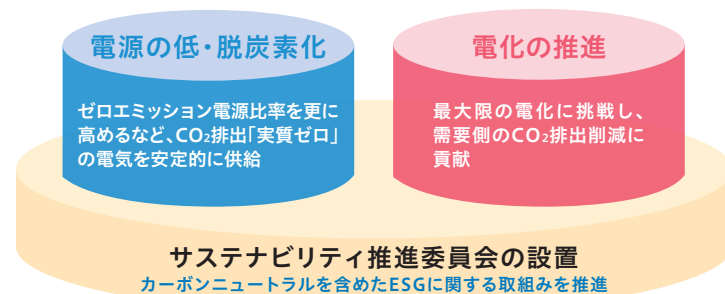 電源の低・脱炭素化
ゼロエミッション電源比率を更に
高めるなど、CO₂排出「実質ゼロ」
の電気を安定的に供給
電化の推進
最大限の電化に挑戦し、
需要側のCO₂排出削減に
貢献
サステナビリティ推進委員会の設置
カーボンニュートラルを含めたESGに関する取組みを推進